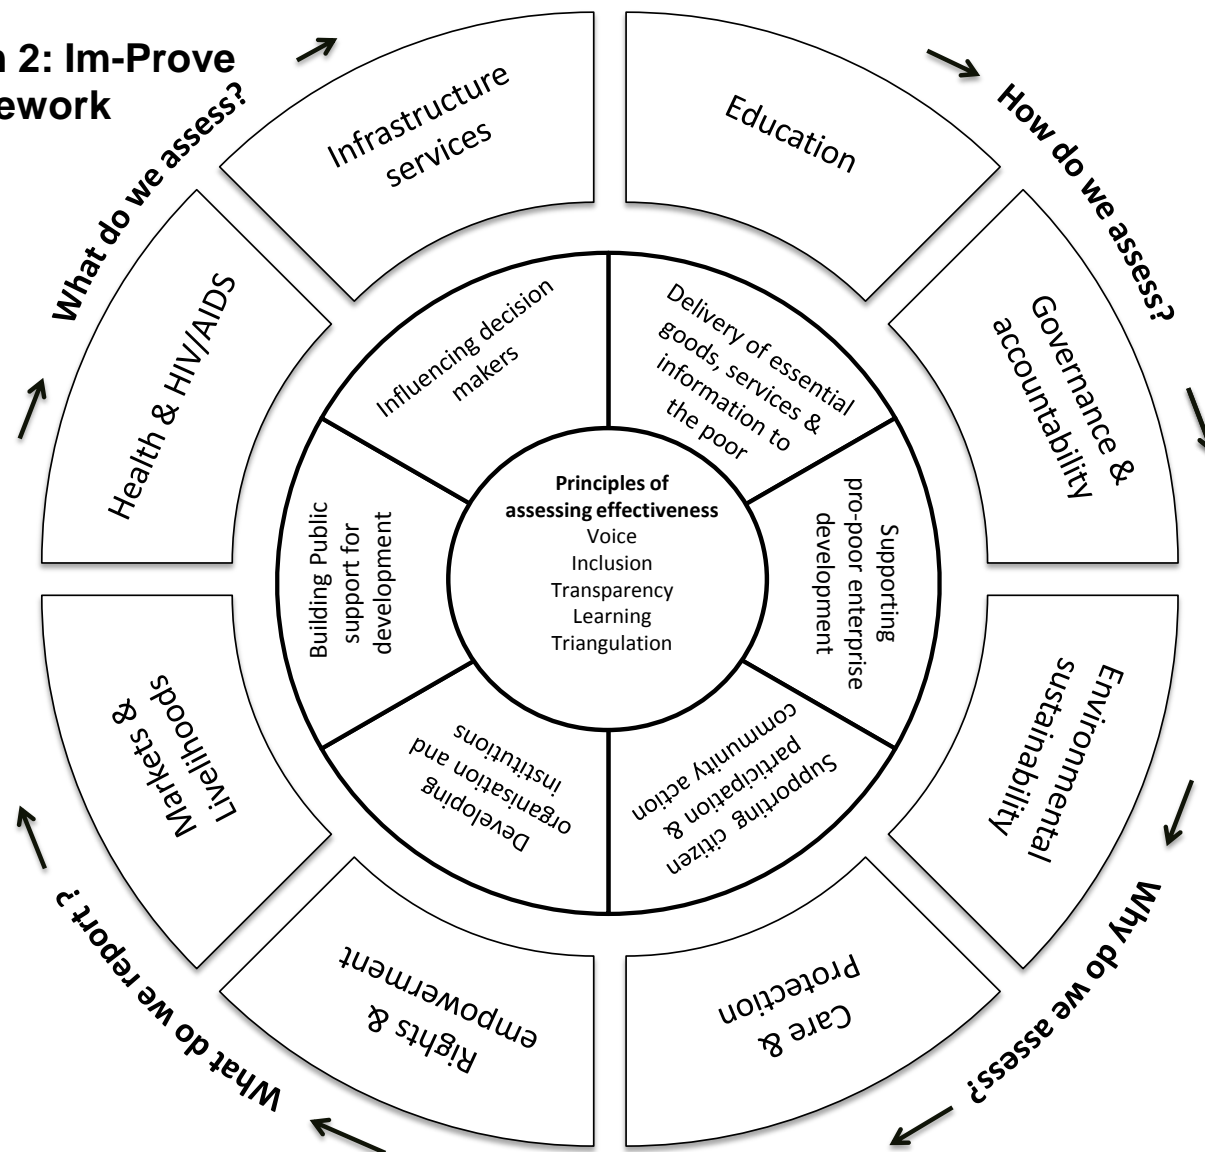 n 2: Im-Prove
ework
What do we assess?
How do we assess?
Why do we assess?
What do we report ?
Infrastructure
services
Education
Governance &
accountability
Environmental
sustainability
Care &
Protection
Rights &
empowerment
Markets &
Livelihoods
Health & HIV/AIDS
Influencing decision
makers
Delivery of essential
goods, services &
information to
the poor
Supporting
pro-poor enterprise
development
Supporting citizen
participation &
community action
Developing
organisation and
institutions
Building Public
support for
development
Principles of
assessing effectiveness
Voice
Inclusion
Transparency
Learning
Triangulation